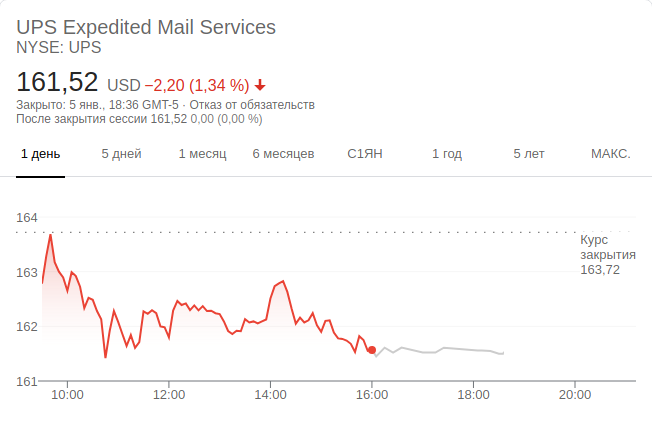 UPS Expedited Mail Services
NYSE: UPS
161,52 USD −2,20 (1,34 %)
Закрыто: 5 янв., 18:36 GMT-5 · Отказ от обязательств
После закрытия сессии 161,52 0,00 (0,00 %)
1 день 5 дней 1 месяц 6 месяцев С1ЯН 1 год 5 лет МАКС.
164
Курс
закрытия
163,72
163
162
161
10:00 12:00 14:00 16:00 18:00 20:00